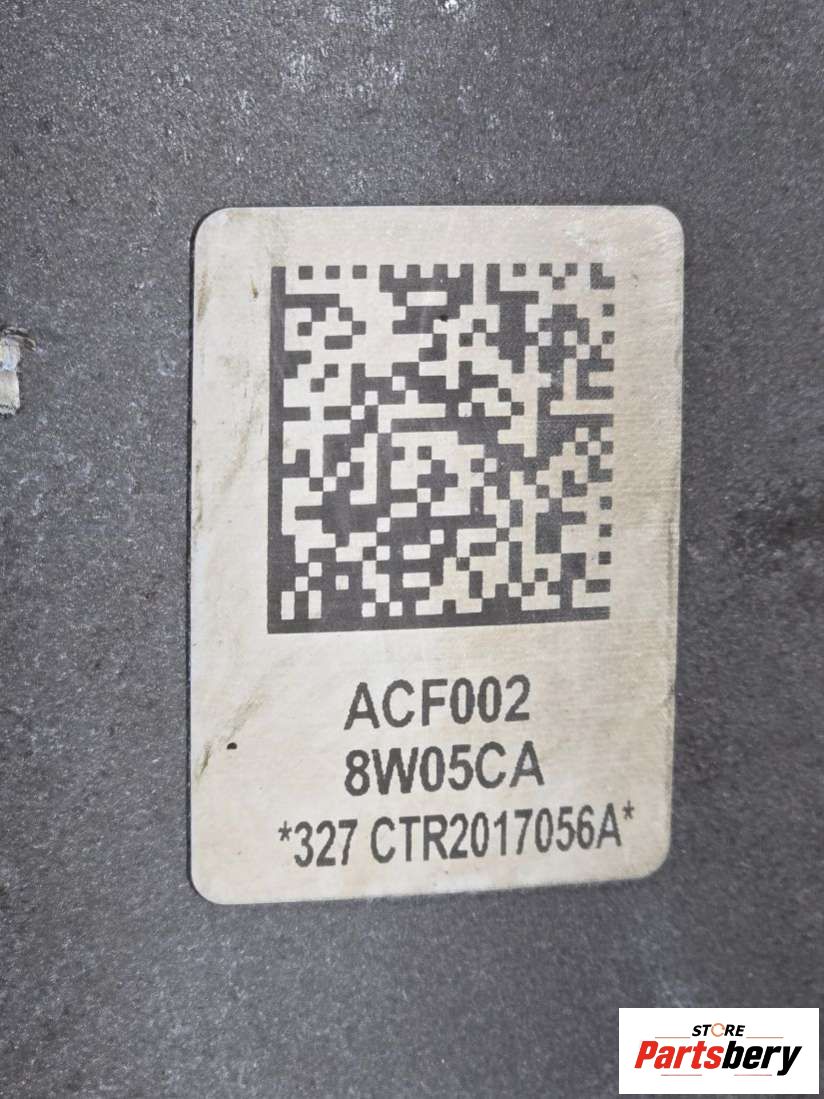 ACF002
8W05CA
*327 CTR2017056A*
STORE
Partsbery